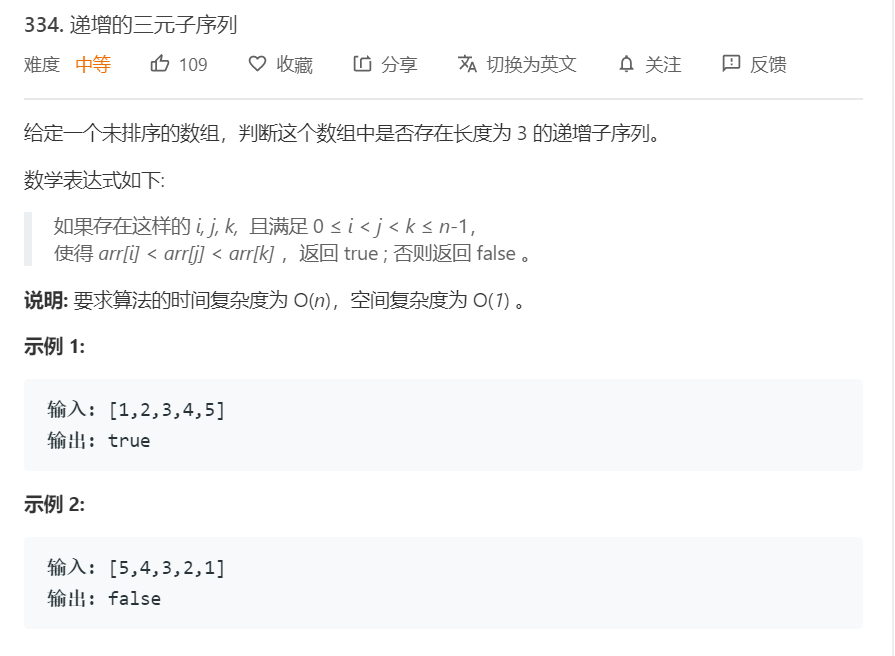 334. 递增的三元子序列
难度 中等 109 收藏 分享 切换为英文 关注 反馈
给定一个未排序的数组，判断这个数组中是否存在长度为 3 的递增子序列。
数学表达式如下:
如果存在这样的 i, j, k, 且满足 0 ≤ i < j < k ≤ n-1，
使得 arr[i] < arr[j] < arr[k] ，返回 true ; 否则返回 false 。
说明: 要求算法的时间复杂度为 O(n)，空间复杂度为 O(1) 。
示例 1:
输入: [1,2,3,4,5]
输出: true
示例 2:
输入: [5,4,3,2,1]
输出: false